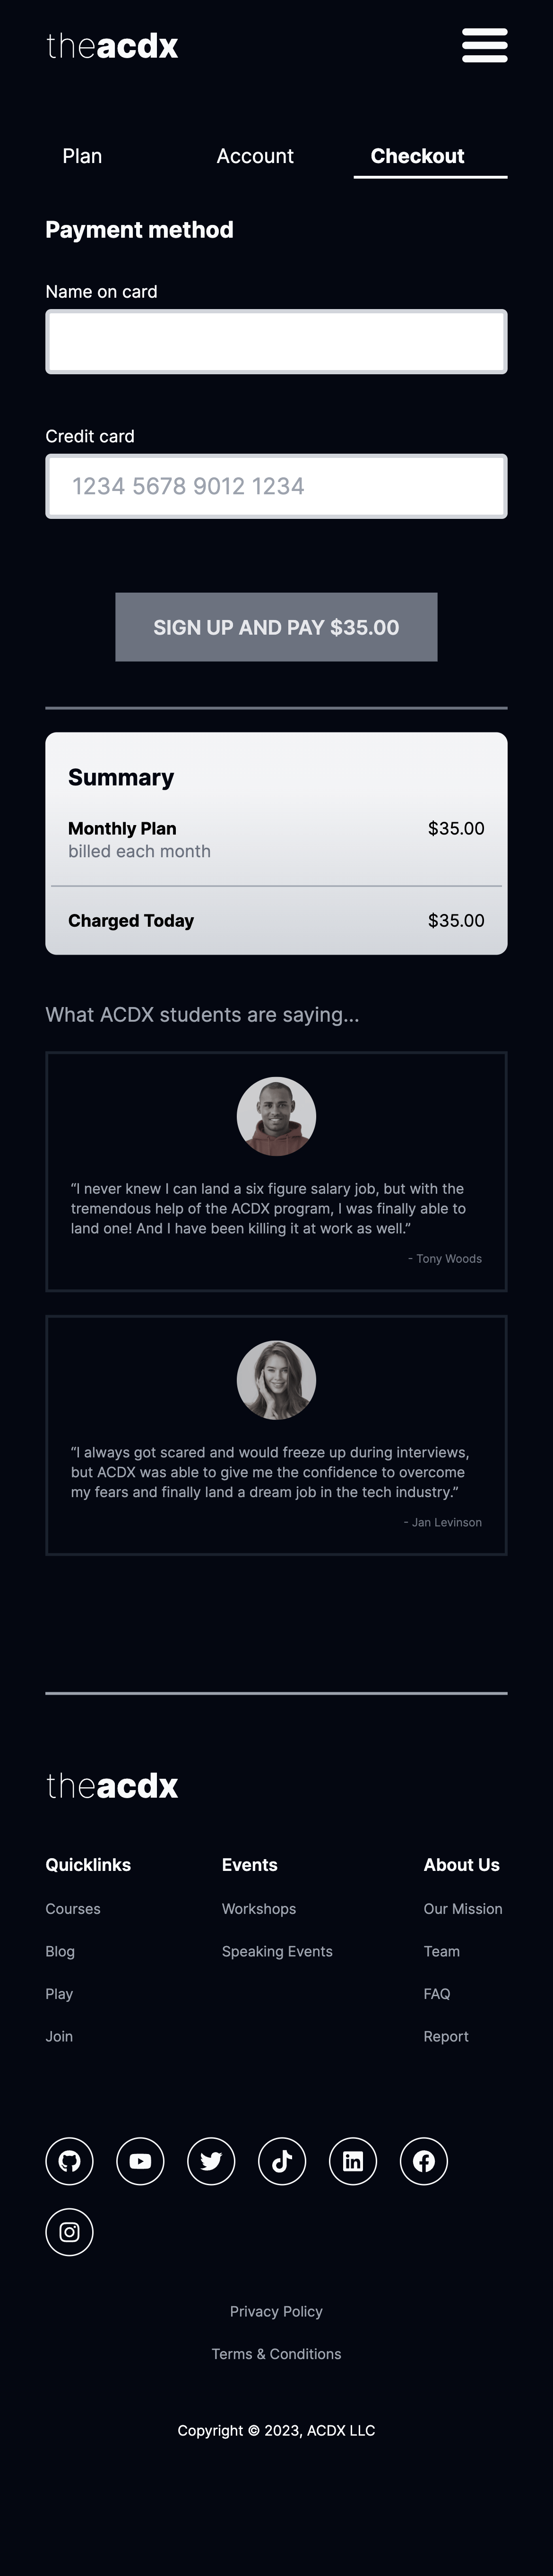 theacdx
Plan Account Checkout
Payment method
Name on card
Credit card
1234 5678 9012 1234
SIGN UP AND PAY $35.00
Summary
Monthly Plan $35.00
billed each month
Charged Today $35.00
What ACDX students are saying...
“I never knew I can land a six figure salary job, but with the
tremendous help of the ACDX program, I was finally able to
land one! And I have been killing it at work as well.”
- Tony Woods
“I always got scared and would freeze up during interviews,
but ACDX was able to give me the confidence to overcome
my fears and finally land a dream job in the tech industry.”
- Jan Levinson
theacdx
Quicklinks Events About Us
Courses Workshops Our Mission
Blog Speaking Events Team
Play FAQ
Join Report
Privacy Policy
Terms & Conditions
Copyright © 2023, ACDX LLC